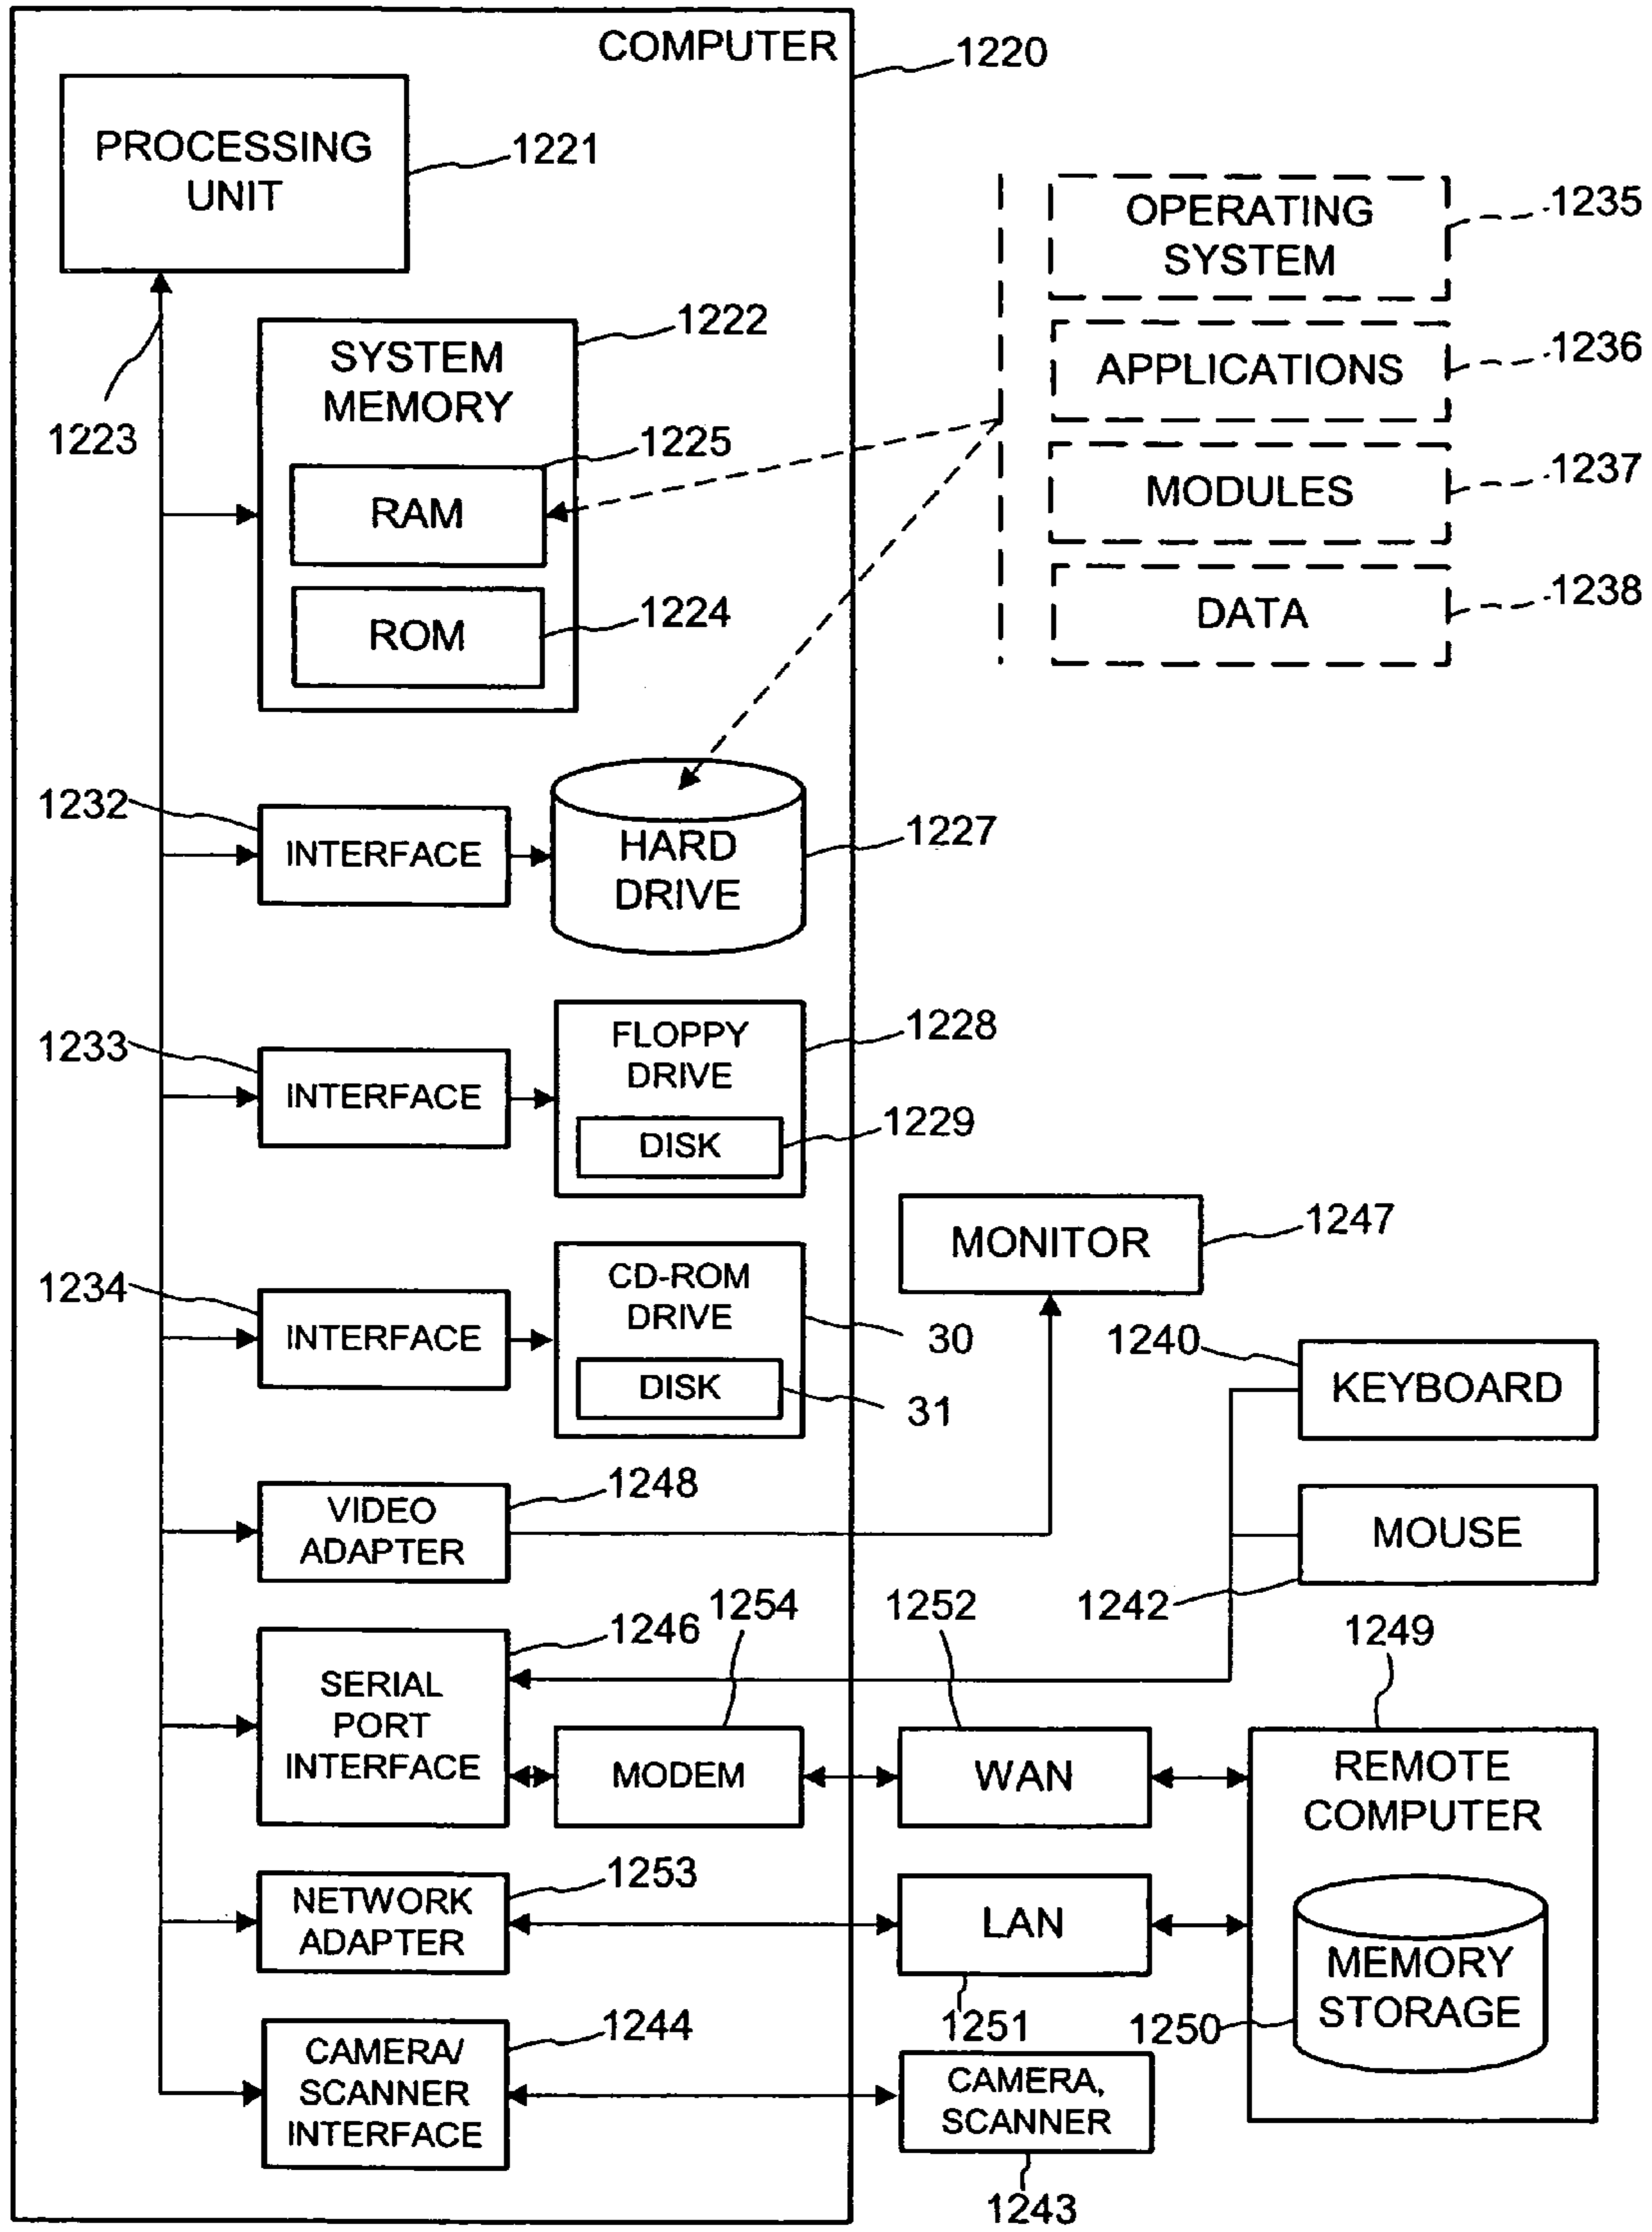 COMPUTER
1220
PROCESSING
UNIT
1221
1223
SYSTEM
MEMORY
1222
RAM
1225
ROM
1224
OPERATING
SYSTEM
1235
APPLICATIONS
1236
MODULES
1237
DATA
1238
1232
INTERFACE
HARD
DRIVE
1227
1233
INTERFACE
FLOPPY
DRIVE
1228
DISK
1229
1234
INTERFACE
CD-ROM
DRIVE
30
DISK
31
MONITOR
1247
1240
KEYBOARD
MOUSE
1242
VIDEO
ADAPTER
1248
SERIAL
PORT
INTERFACE
1246
MODEM
1254
WAN
1252
REMOTE
COMPUTER
1249
MEMORY
STORAGE
1250
NETWORK
ADAPTER
1253
LAN
1251
CAMERA/
SCANNER
INTERFACE
1244
CAMERA,
SCANNER
1243